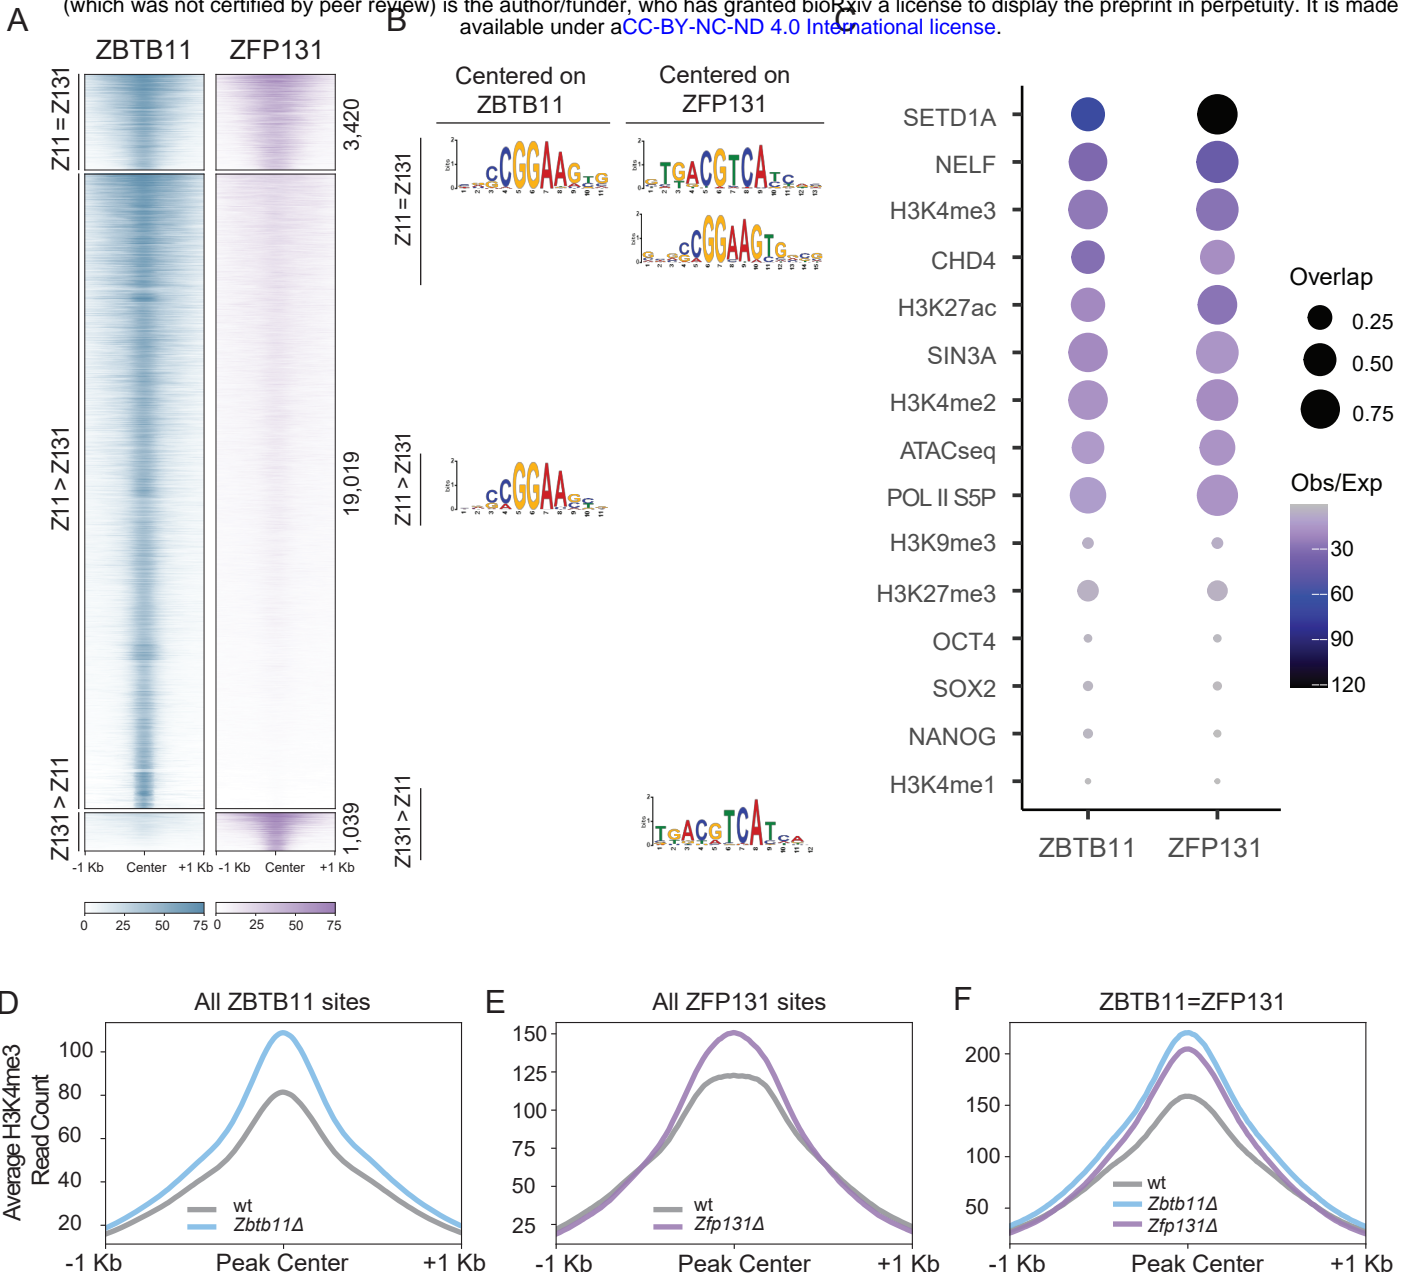 (which was not certified by peer review) is the author/funder, who has granted bioRxiv a license to display the preprint in perpetuity. It is made
available under aCC-BY-NC-ND 4.0 International license.
A
B
C
ZBTB11 ZFP131
Z11 = Z131
3,420
Z11 > Z131
19,019
Z131 > Z11
1,039
-1 Kb Center +1 Kb -1 Kb Center +1 Kb
0 25 50 75 0 25 50 75
Centered on
ZBTB11
Centered on
ZFP131
Z11 = Z131
Z11 > Z131
Z131 > Z11
SETD1A
NELF
H3K4me3
CHD4
H3K27ac
SIN3A
H3K4me2
ATACseq
POL II S5P
H3K9me3
H3K27me3
OCT4
SOX2
NANOG
H3K4me1
ZBTB11 ZFP131
Overlap
0.25
0.50
0.75
Obs/Exp
30
60
90
120
D
All ZBTB11 sites
Average H3K4me3
Read Count
100
80
60
40
20
wt
Zbtb11Δ
-1 Kb Peak Center +1 Kb
E
All ZFP131 sites
150
125
100
75
50
25
wt
Zfp131Δ
-1 Kb Peak Center +1 Kb
F
ZBTB11=ZFP131
200
150
100
50
wt
Zbtb11Δ
Zfp131Δ
-1 Kb Peak Center +1 Kb